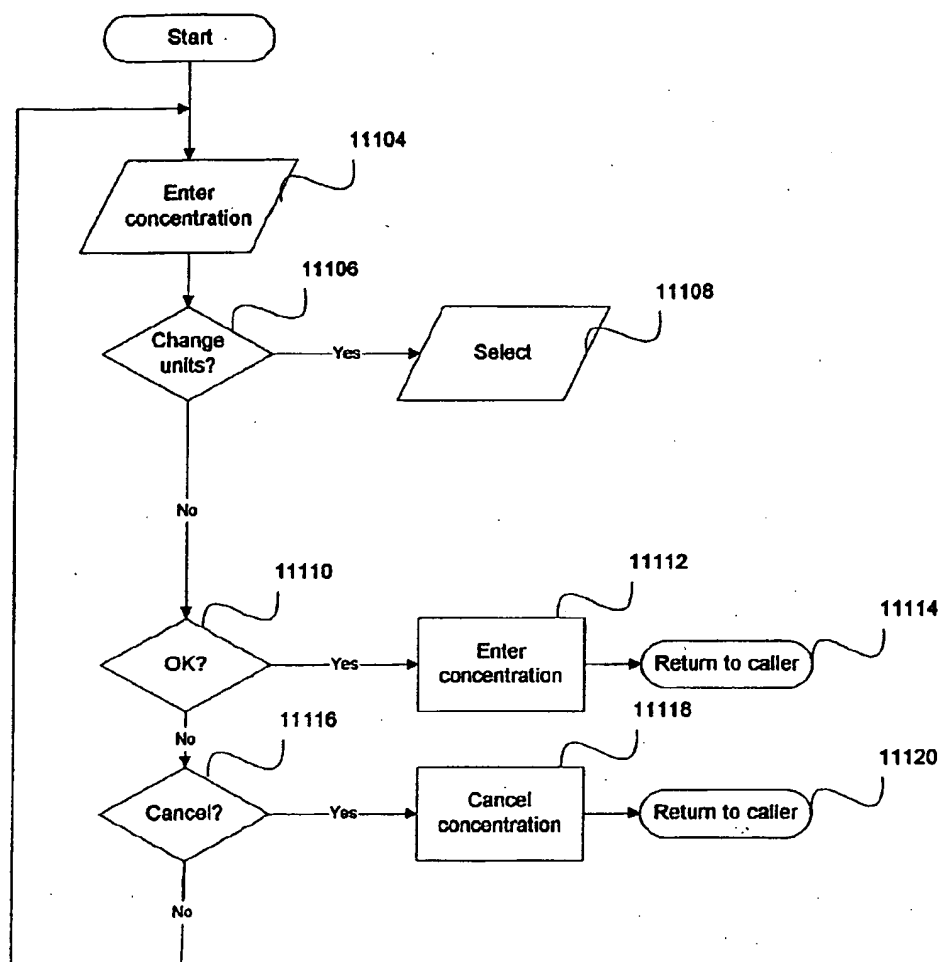 Start
11104
Enter
concentration
11106
Change
units?
Yes
11108
Select
No
11110
OK?
Yes
11112
Enter
concentration
11114
Return to caller
No
11116
Cancel?
Yes
11118
Cancel
concentration
11120
Return to caller
No